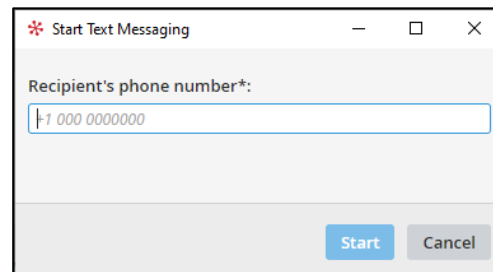 Start Text Messaging
Recipient's phone number*:
+1 000 0000000
Start Cancel